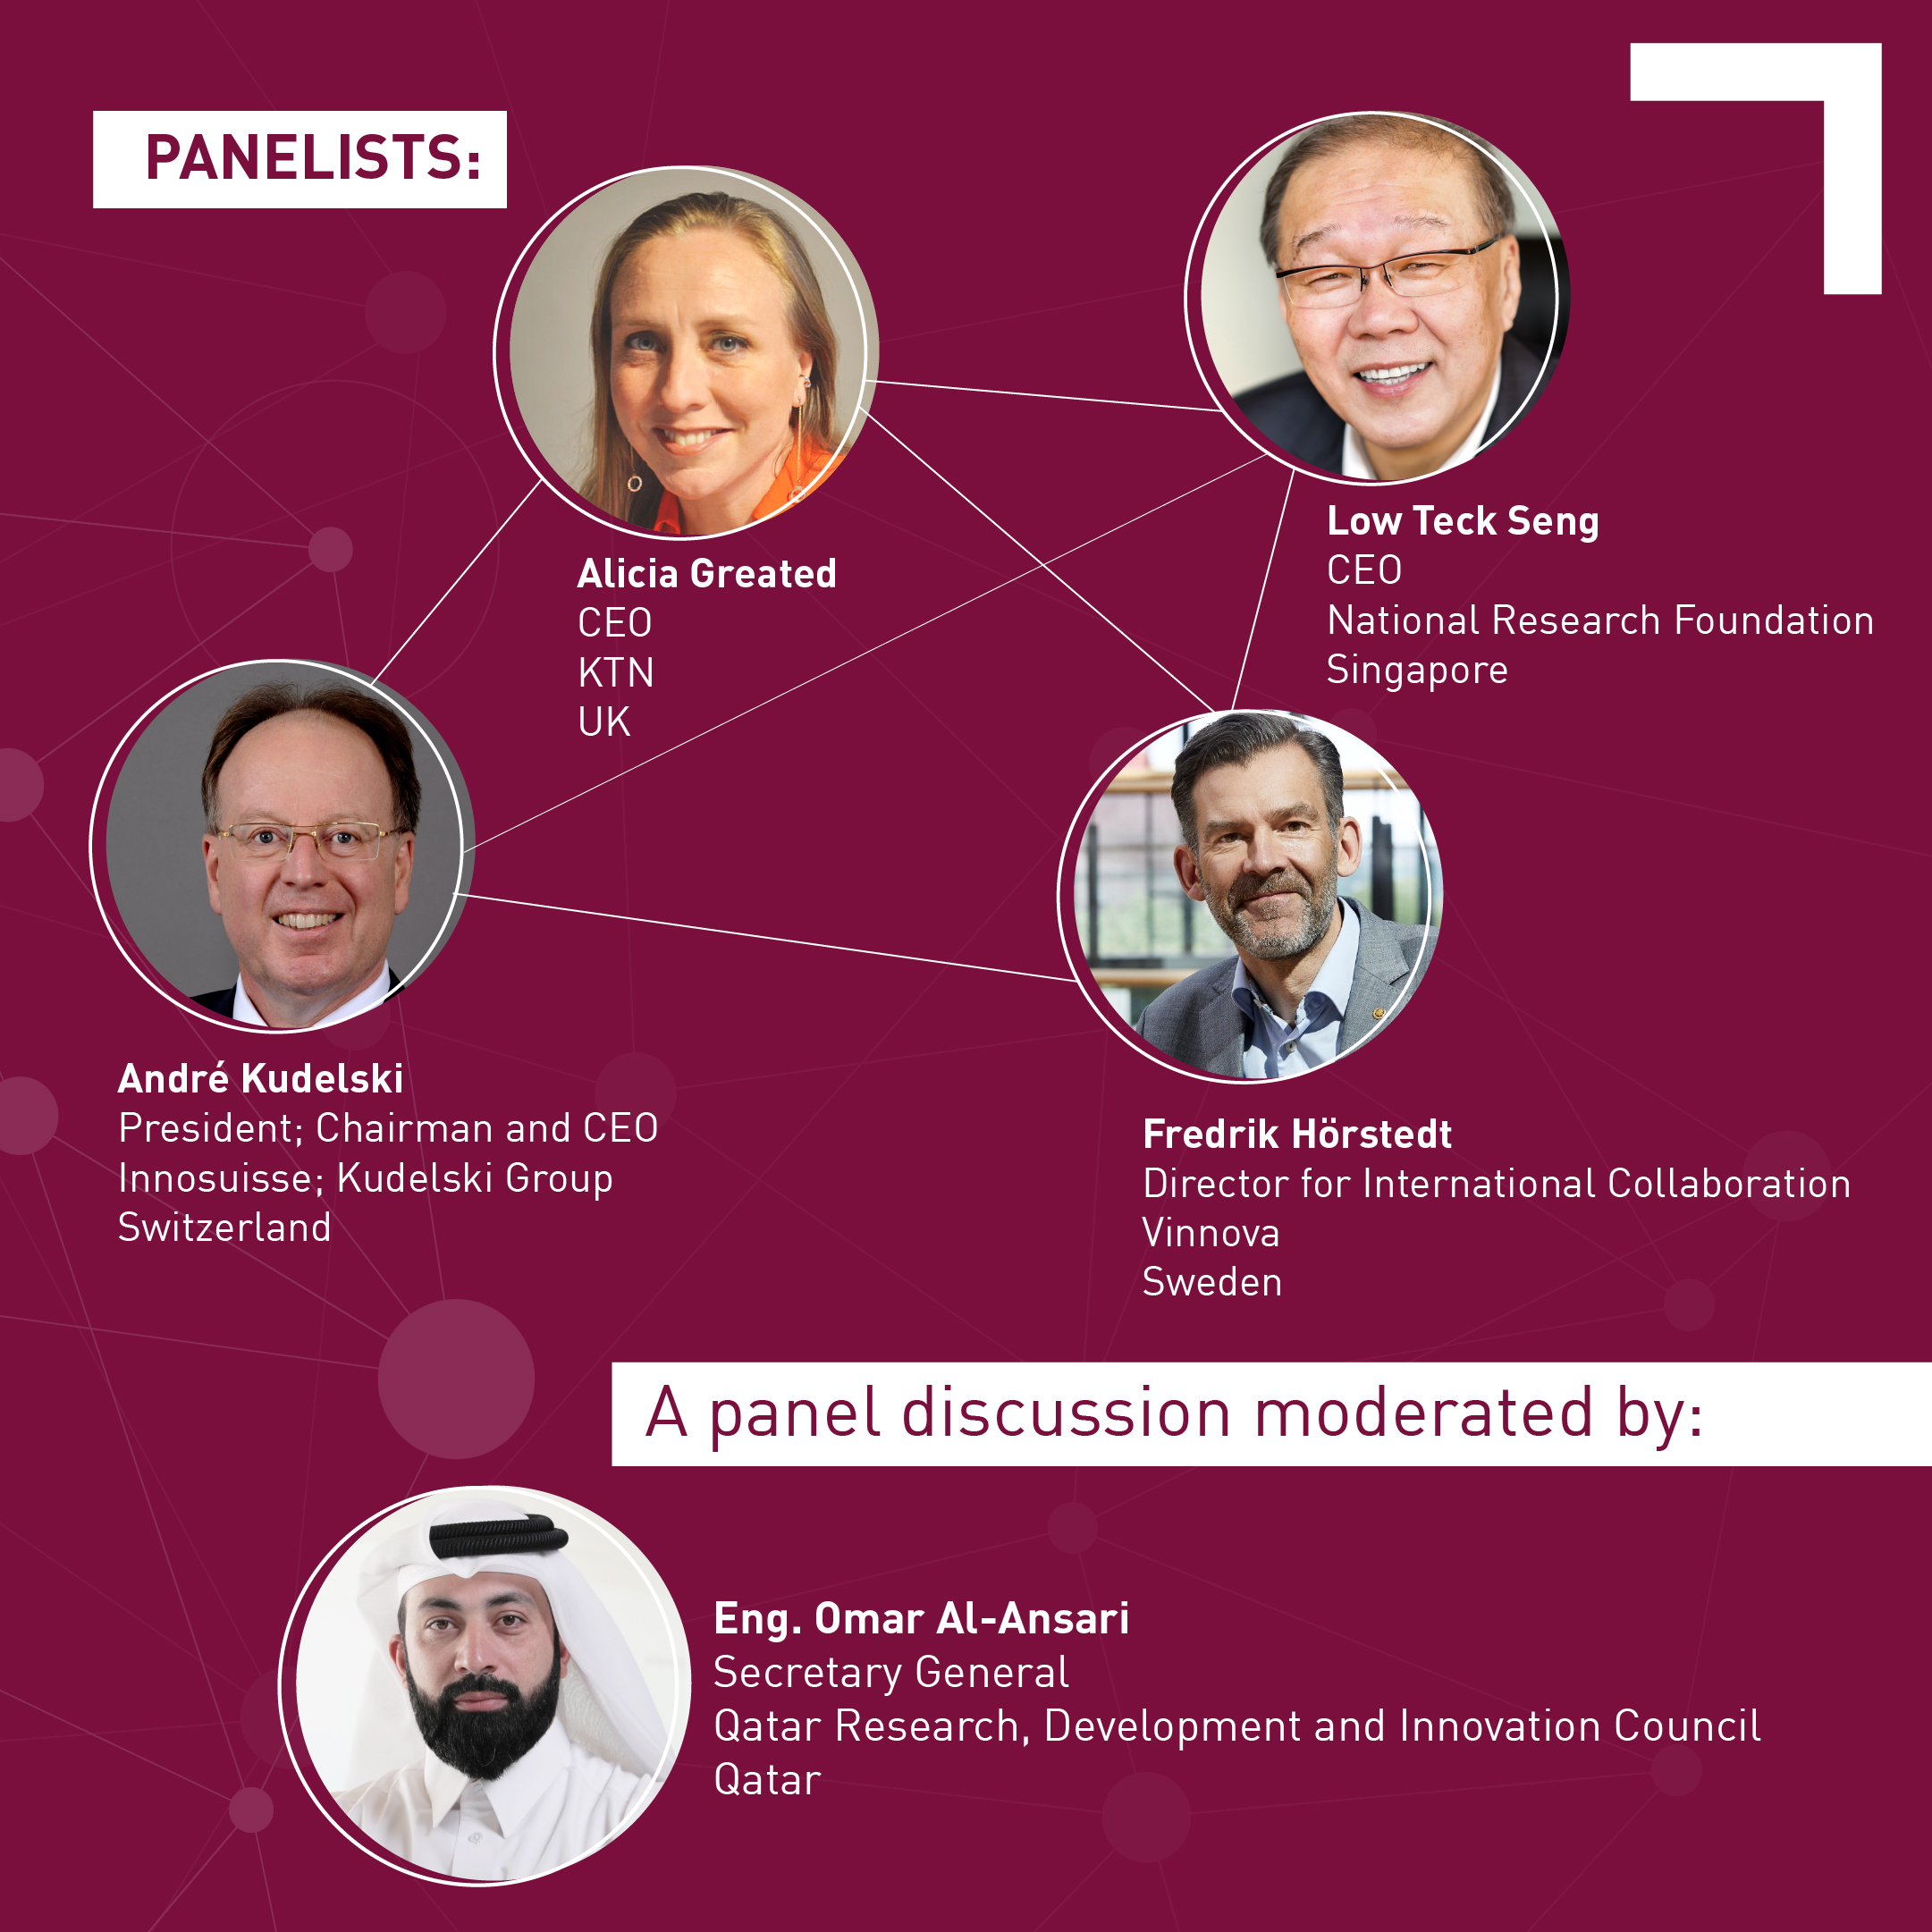 PANELISTS:
Alicia Greated
CEO
KTN
UK
Low Teck Seng
CEO
National Research Foundation
Singapore
André Kudelski
President; Chairman and CEO
Innosuisse; Kudelski Group
Switzerland
Fredrik Hörstedt
Director for International Collaboration
Vinnova
Sweden
A panel discussion moderated by:
Eng. Omar Al-Ansari
Secretary General
Qatar Research, Development and Innovation Council
Qatar